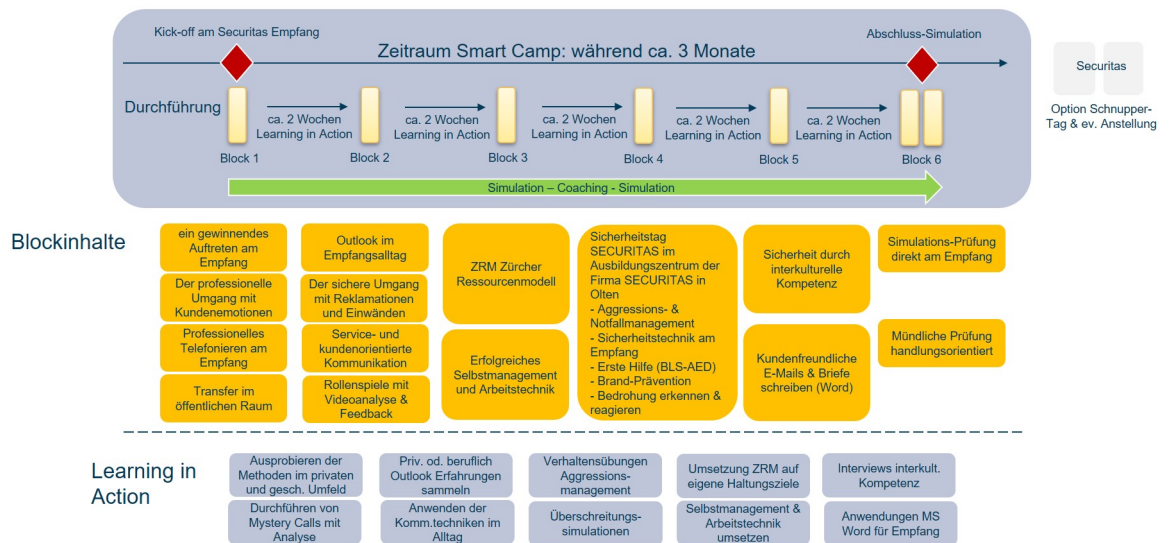 Kick-off am Securitas Empfang
Zeitraum Smart Camp: während ca. 3 Monate
Abschluss-Simulation
Durchführung
ca. 2 Wochen
Learning in Action
ca. 2 Wochen
Learning in Action
ca. 2 Wochen
Learning in Action
ca. 2 Wochen
Learning in Action
ca. 2 Wochen
Learning in Action
Block 1
Block 2
Block 3
Block 4
Block 5
Block 6
Simulation – Coaching - Simulation
Securitas
Option Schnupper-
Tag & ev. Anstellung
Blockinhalte
ein gewinnendes
Auftreten am
Empfang
Der professionelle
Umgang mit
Kundenemotionen
Professionelles
Telefonieren am
Empfang
Transfer im
öffentlichen Raum
Outlook im
Empfangsalltag
Der sichere Umgang
mit Reklamationen
und Einwänden
Service- und
kundenorientierte
Kommunikation
Rollenspiele mit
Videoanalyse &
Feedback
ZRM Zürcher
Ressourcenmodell
Erfolgreiches
Selbstmanagement
und Arbeitstechnik
Sicherheitstag
SECURITAS im
Ausbildungszentrum der
Firma SECURITAS in
Olten
- Aggressions- &
Notfallmanagement
- Sicherheitstechnik am
Empfang
- Erste Hilfe (BLS-AED)
- Brand-Prävention
- Bedrohung erkennen &
reagieren
Sicherheit durch
interkulturelle
Kompetenz
Kundenfreundliche
E-Mails & Briefe
schreiben (Word)
Simulations-Prüfung
direkt am Empfang
Mündliche Prüfung
handlungsorientiert
Learning in
Action
Ausprobieren der
Methoden im privaten
und gesch. Umfeld
Durchführen von
Mystery Calls mit
Analyse
Priv. od. beruflich
Outlook Erfahrungen
sammeln
Anwenden der
Komm.techniken im
Alltag
Verhaltensübungen
Aggressions-
management
Überschreitungs-
simulationen
Umsetzung ZRM auf
eigene Haltungsziele
Selbstmanagement &
Arbeitstechnik
umsetzen
Interviews interkult.
Kompetenz
Anwendungen MS
Word für Empfang